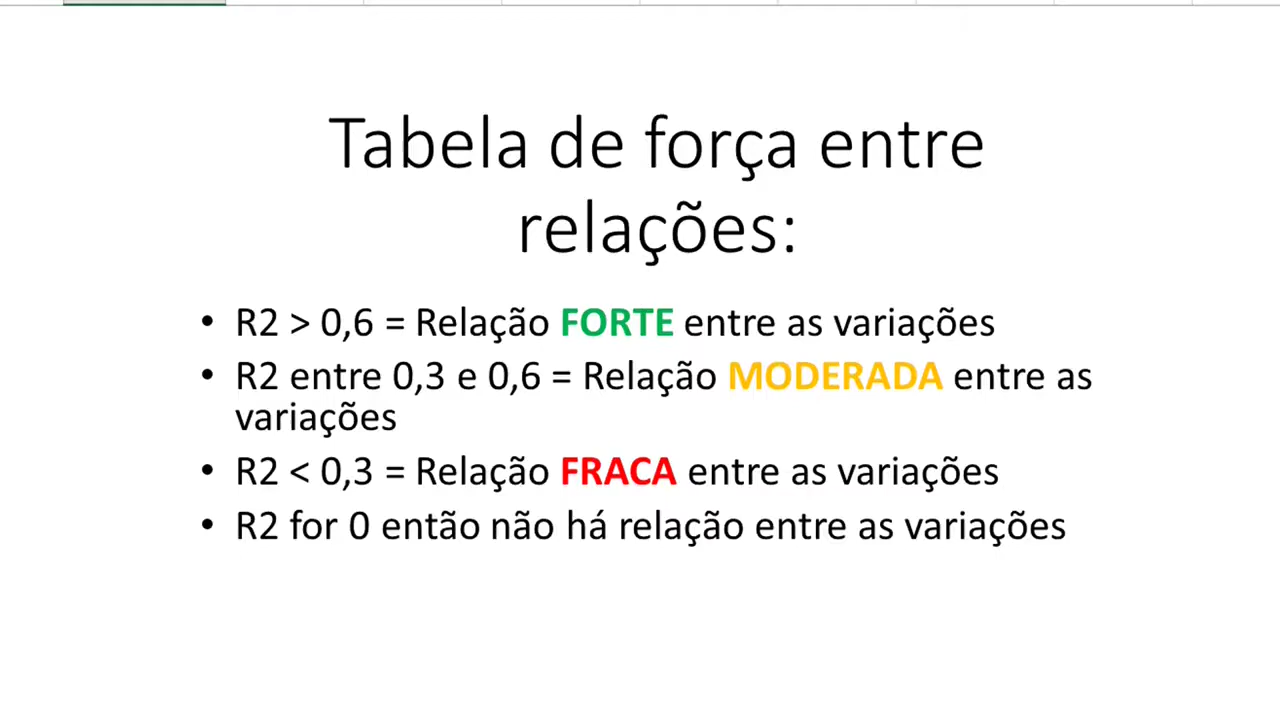 Tabela de força entre
relações:
• R2 > 0,6 = Relação FORTE entre as variações
• R2 entre 0,3 e 0,6 = Relação MODERADA entre as
variações
• R2 < 0,3 = Relação FRACA entre as variações
• R2 for 0 então não há relação entre as variações